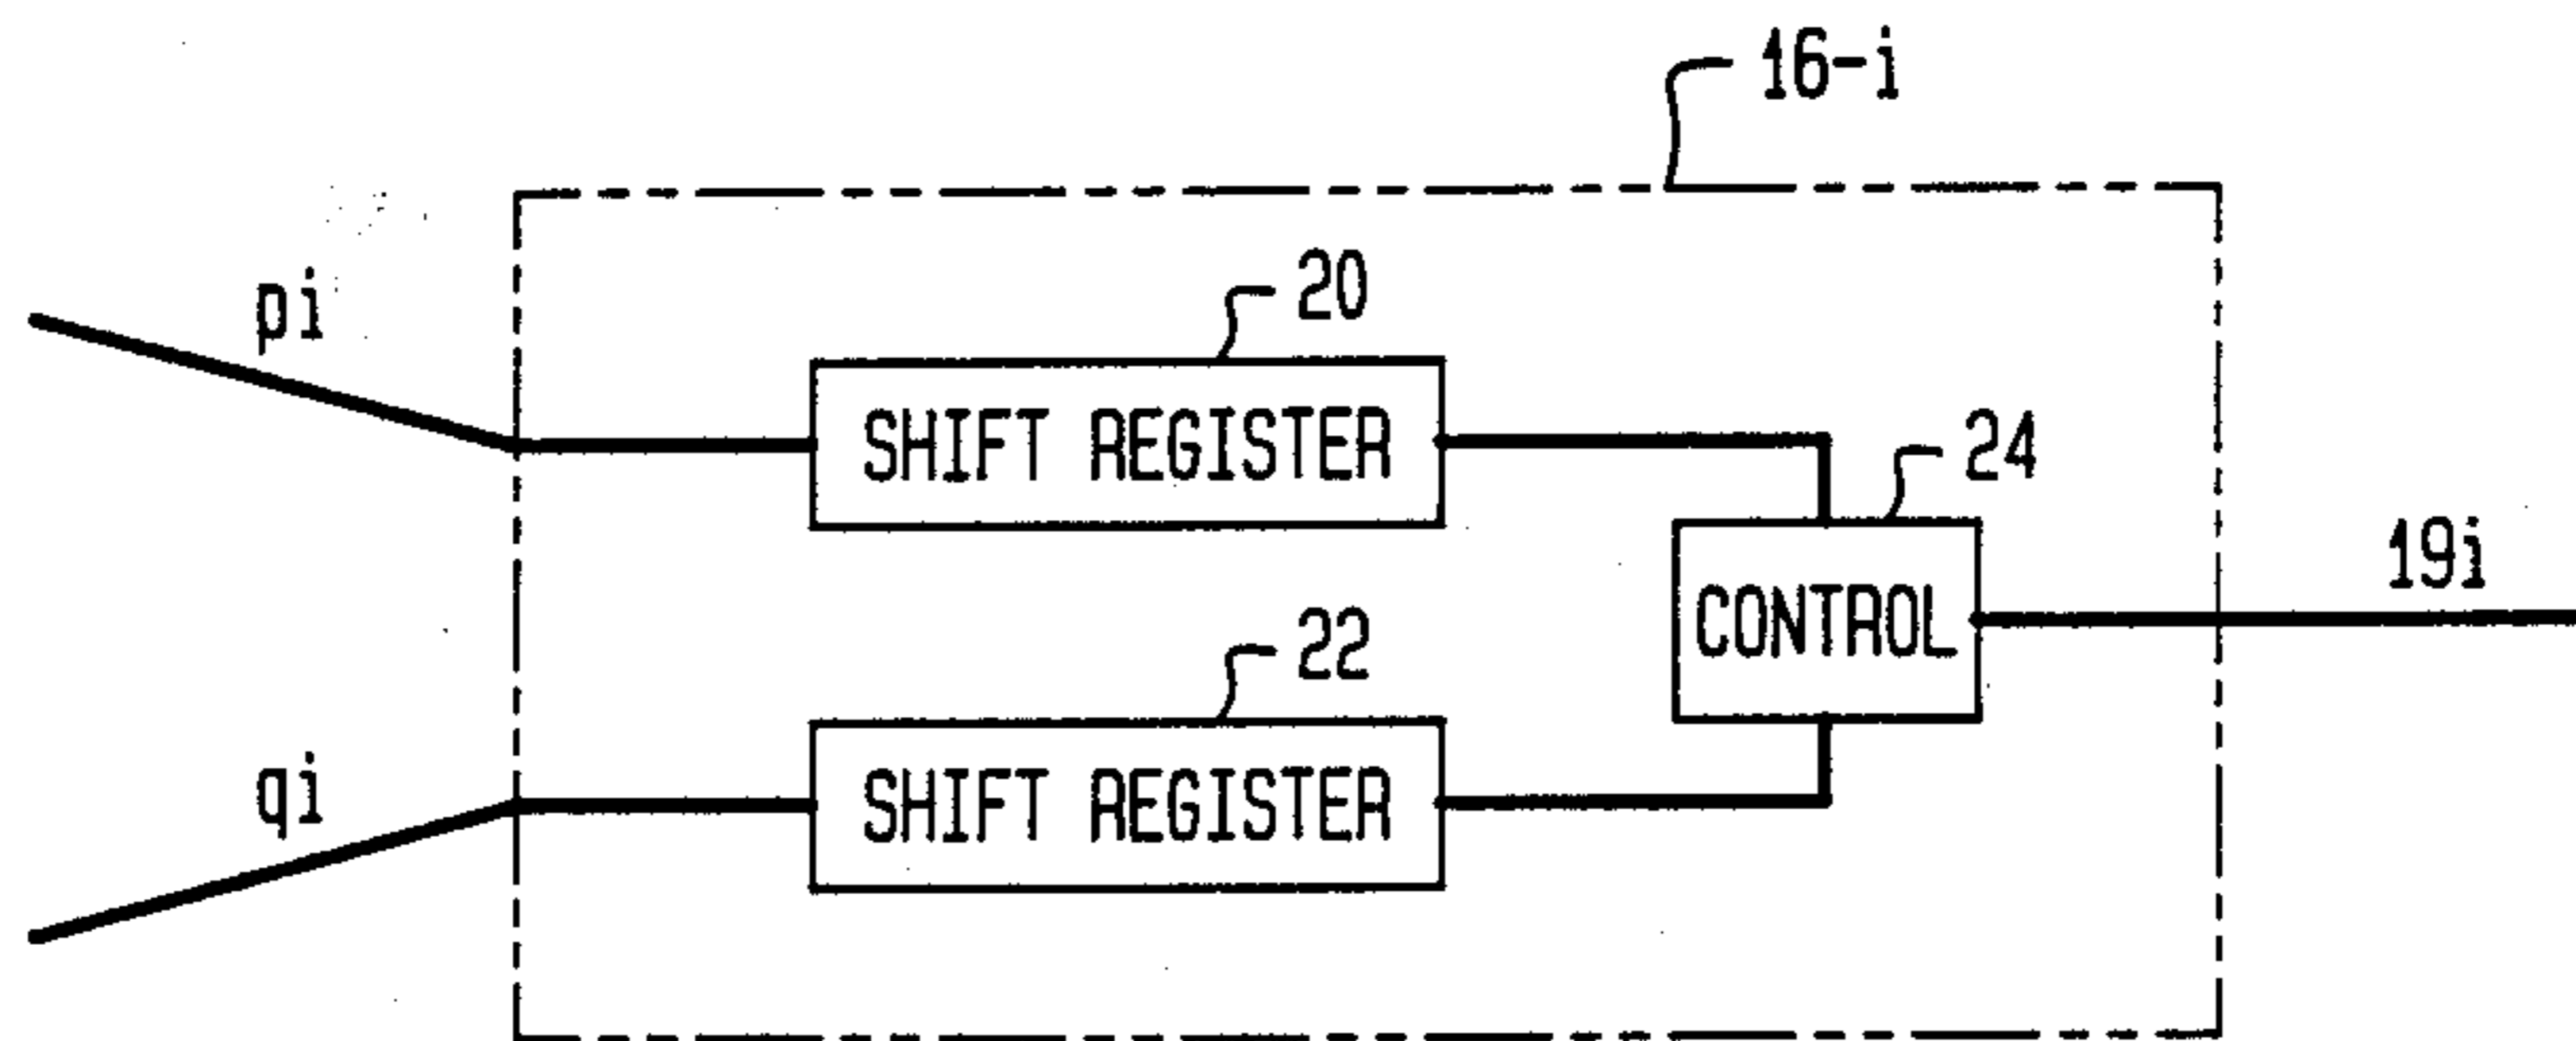 16-i
pi
20
SHIFT REGISTER
24
19i
CONTROL
22
qi
SHIFT REGISTER